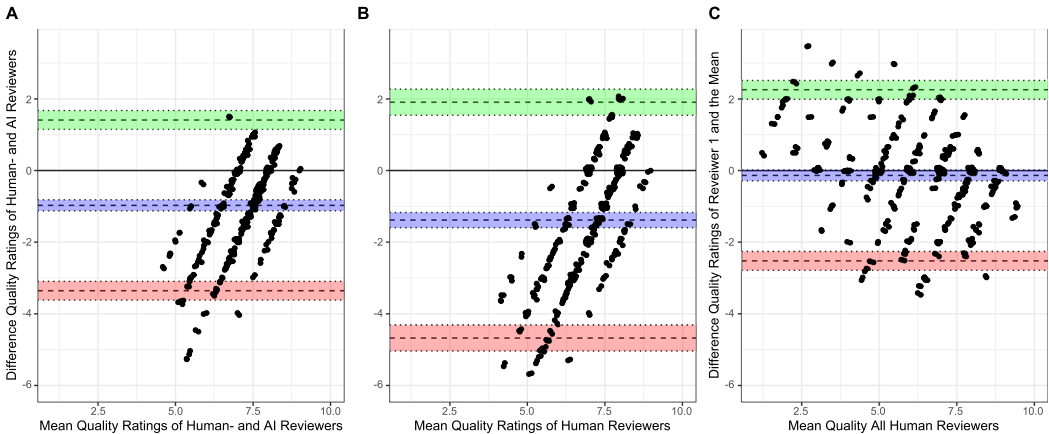 A
B
C
Difference Quality Ratings of Human- and AI Reviewers
2
0
-2
-4
-6
2.5 5.0 7.5 10.0
Mean Quality Ratings of Human- and AI Reviewers
2
0
-2
-4
-6
2.5 5.0 7.5 10.0
Mean Quality Ratings of Human Reviewers
Difference Quality Ratings of Reveiwer 1 and the Mean
2
0
-2
-4
-6
2.5 5.0 7.5 10.0
Mean Quality All Human Reviewers